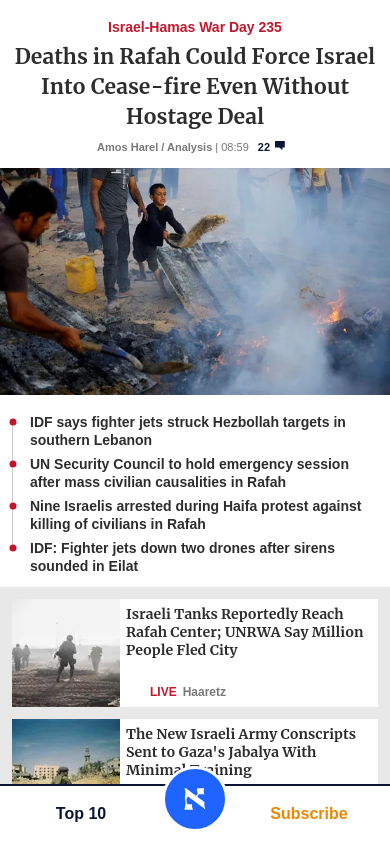 Israel-Hamas War Day 235
Deaths in Rafah Could Force Israel
Into Cease-fire Even Without
Hostage Deal
Amos Harel / Analysis | 08:59 22
IDF says fighter jets struck Hezbollah targets in
southern Lebanon
UN Security Council to hold emergency session
after mass civilian causalities in Rafah
Nine Israelis arrested during Haifa protest against
killing of civilians in Rafah
IDF: Fighter jets down two drones after sirens
sounded in Eilat
Israeli Tanks Reportedly Reach
Rafah Center; UNRWA Say Million
People Fled City
LIVE Haaretz
The New Israeli Army Conscripts
Sent to Gaza's Jabalya With
Minimal Training
Top 10
Subscribe